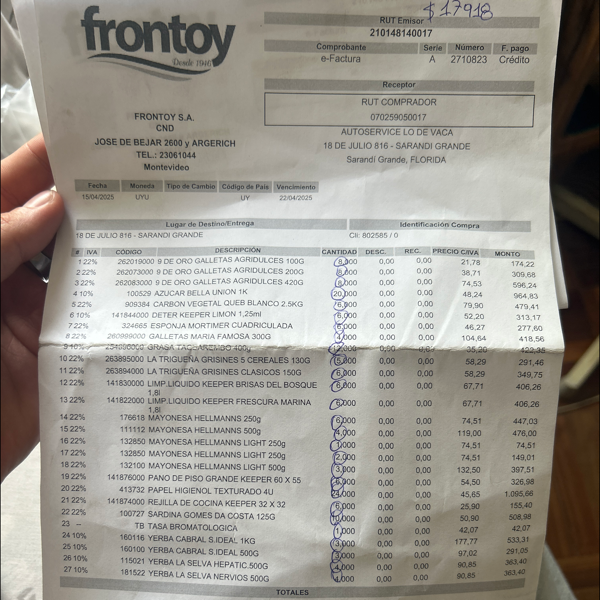 $17918
frontoy
Desde 1940
RUT Emisor
210148140017
Comprobante Serie Número F. pago
e-Factura A 2710823 Crédito
Receptor
RUT COMPRADOR
070259050017
FRONTOY S.A.
CND
JOSE DE BEJAR 2600 y ARGERICH
TEL.: 23061044
Montevideo
AUTOSERVICE LO DE VACA
18 DE JULIO 816 - SARANDI GRANDE
Sarandí Grande, FLORIDA
Fecha Moneda Tipo de Cambio Código de País Vencimiento
15/04/2025 UYU UY 22/04/2025
Lugar de Destino/Entrega Identificación Compra
18 DE JULIO 816 - SARANDI GRANDE Cli: 802585 / 0
# IVA CÓDIGO DESCRIPCIÓN CANTIDAD DESC. REC. PRECIO C/IVA MONTO
1 22% 262019000 9 DE ORO GALLETAS AGRIDULCES 100G 8,000 0,00 0,00 21,78 174,22
2 22% 262073000 9 DE ORO GALLETAS AGRIDULCES 200G 8,000 0,00 0,00 38,71 309,68
3 22% 262083000 9 DE ORO GALLETAS AGRIDULCES 420G 8,000 0,00 0,00 74,53 596,24
4 10% 100529 AZUCAR BELLA UNION 1K 20,000 0,00 0,00 48,24 964,83
5 22% 909384 CARBON VEGETAL QUEB BLANCO 2.5KG 6,000 0,00 0,00 79,90 479,41
6 10% 141844000 DETER KEEPER LIMON 1,25ml 6,000 0,00 0,00 52,20 313,17
7 22% 324665 ESPONJA MORTIMER CUADRICULADA 6,000 0,00 0,00 46,27 277,60
8 22% 260999000 GALLETAS MARIA FAMOSA 300G 4,000 0,00 0,00 104,64 418,56
9 10% GRASA 12,000 0,00 35,20 422,35
10 22% 263895000 LA TRIGUEÑA GRISINES 5 CEREALES 130G 5,000 0,00 0,00 58,29 291,46
11 22% 263894000 LA TRIGUEÑA GRISINES CLASICOS 150G 6,000 0,00 0,00 58,29 349,75
12 22% 141830000 LIMP.LIQUIDO KEEPER BRISAS DEL BOSQUE 6,000 0,00 0,00 67,71 406,26
1,8l
13 22% 141822000 LIMP.LIQUIDO KEEPER FRESCURA MARINA 6,000 0,00 0,00 67,71 406,26
1,8l
14 22% 176618 MAYONESA HELLMANNS 250g 6,000 0,00 0,00 74,51 447,03
15 22% 111112 MAYONESA HELLMANNS 500g 4,000 0,00 0,00 119,00 476,00
16 22% 132850 MAYONESA HELLMANNS LIGHT 250g 1,000 0,00 0,00 74,51 74,51
17 22% 132850 MAYONESA HELLMANNS LIGHT 250g 2,000 0,00 0,00 74,51 149,01
18 22% 132100 MAYONESA HELLMANNS LIGHT 500g 3,000 0,00 0,00 132,50 397,51
19 22% 141876000 PANO DE PISO GRANDE KEEPER 60 X 55 6,000 0,00 0,00 54,50 326,98
20 22% 413732 PAPEL HIGIENOL TEXTURADO 4U 24,000 0,00 0,00 45,65 1.095,66
21 22% 141874000 REJILLA DE COCINA KEEPER 32 X 32 6,000 0,00 0,00 25,90 155,40
22 22% 100727 SARDINA GOMES DA COSTA 125G 10,000 0,00 0,00 50,90 508,98
23 -- TB TASA BROMATOLOGICA 1,000 0,00 0,00 42,07 42,07
24 10% 160116 YERBA CABRAL S.IDEAL 1KG 3,000 0,00 0,00 177,77 533,31
25 10% 160100 YERBA CABRAL S.IDEAL 500G 3,000 0,00 0,00 97,02 291,05
26 10% 115021 YERBA LA SELVA HEPATIC.500G 4,000 0,00 0,00 90,85 363,40
27 10% 181522 YERBA LA SELVA NERVIOS 500G 4,000 0,00 0,00 90,85 363,40
TOTALES